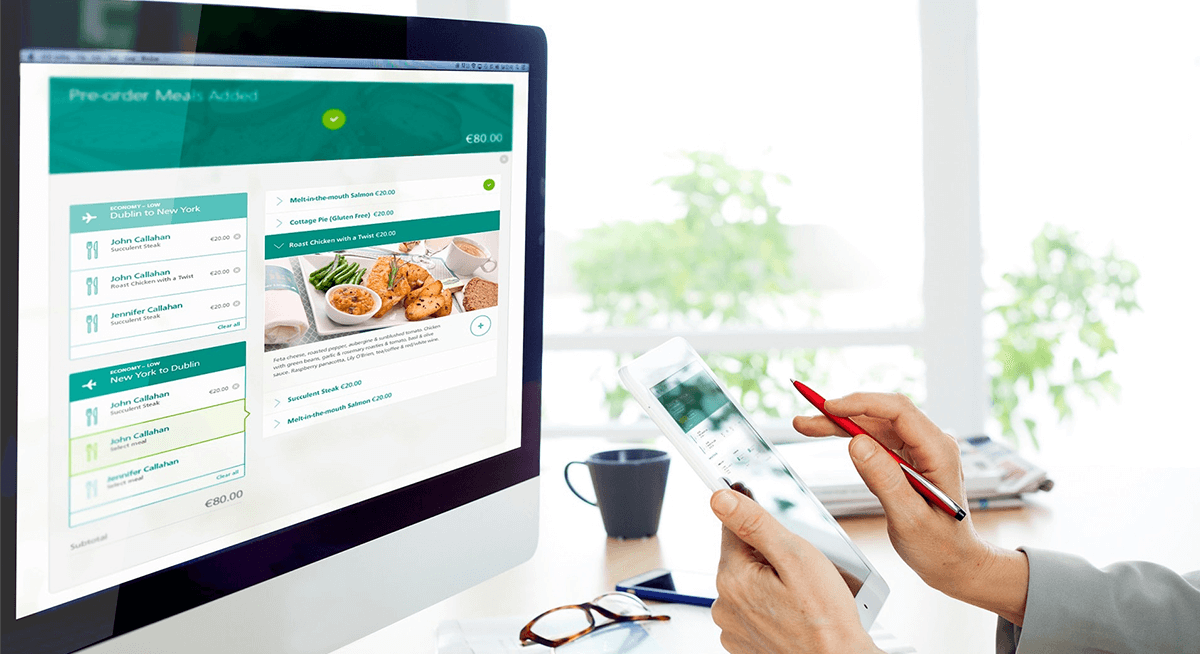 Pre-order Meals Added
€80.00
ECONOMY – LOW
Dublin to New York
John Callahan
Succulent Steak
€20.00
John Callahan
Roast Chicken with a Twist
€20.00
Jennifer Callahan
Succulent Steak
€20.00
Clear all
ECONOMY – LOW
New York to Dublin
John Callahan
Succulent Steak
€20.00
John Callahan
Select meal
Jennifer Callahan
Select meal
Clear all
€80.00
Subtotal
Melt-in-the-mouth Salmon €20.00
Cottage Pie (Gluten Free) €20.00
Roast Chicken with a Twist €20.00
Feta cheese, roasted pepper, aubergine & sunblushed tomato. Chicken
with green beans, garlic & rosemary roasties & tomato, basil & olive
sauce. Raspberry panacotta, Lily O'Brien, tea/coffee & red/white wine.
Succulent Steak €20.00
Melt-in-the-mouth Salmon €20.00